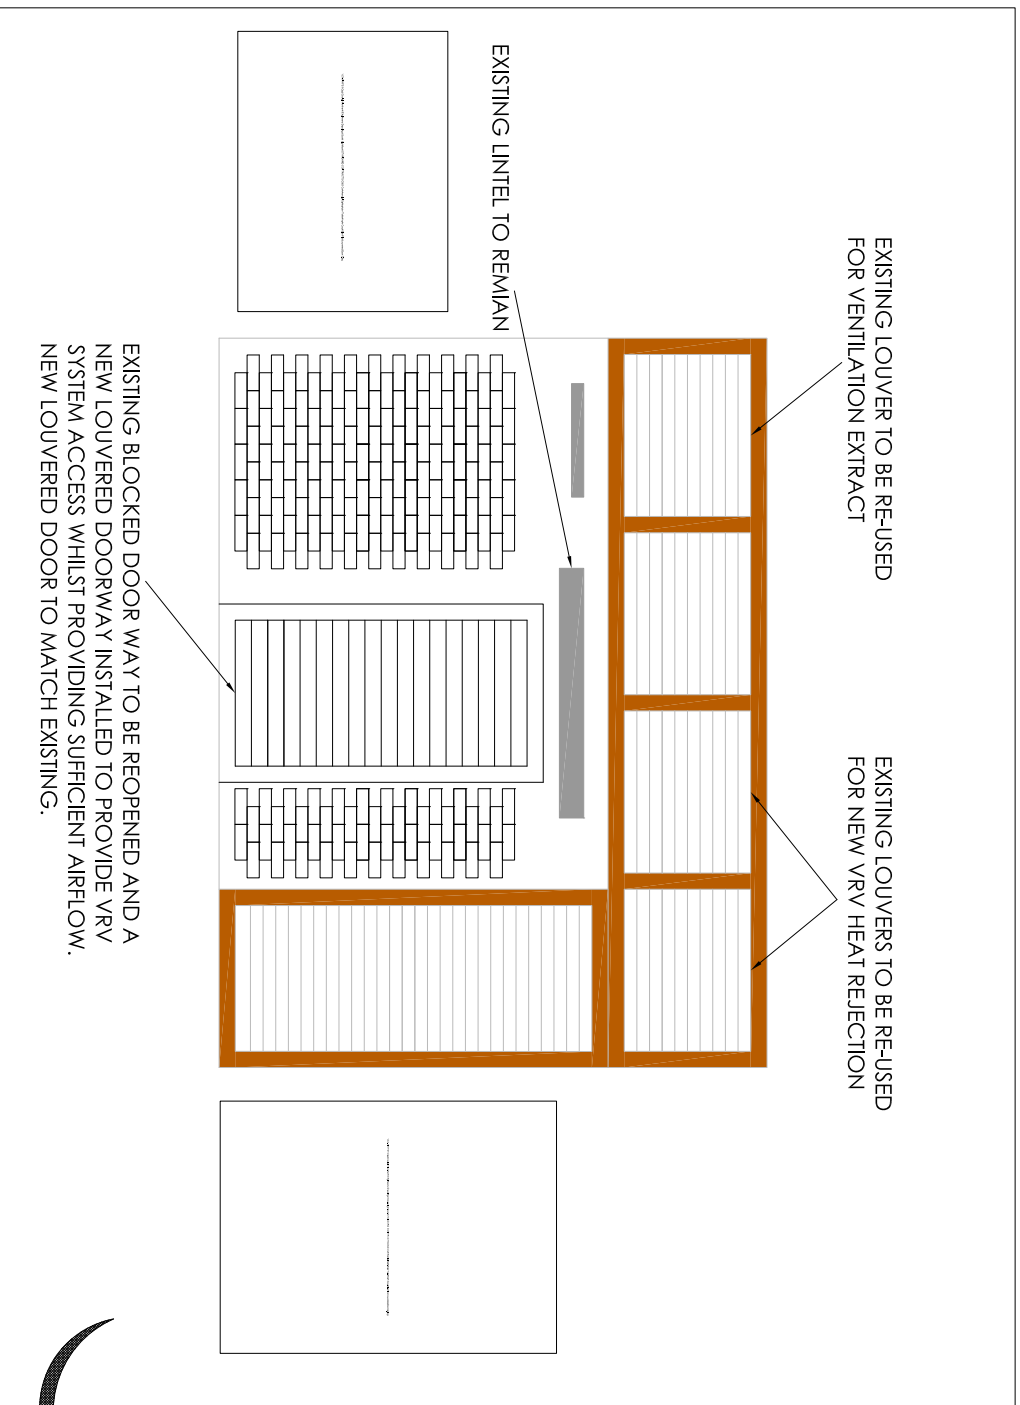 EXISTING LOUVER TO BE RE-USED
FOR VENTILATION EXTRACT
EXISTING LOUVERS TO BE RE-USED
FOR NEW VRV HEAT REJECTION
EXISTING LINTEL TO REMIAN
EXISTING BLOCKED DOOR WAY TO BE REOPENED AND A
NEW LOUVERED DOORWAY INSTALLED TO PROVIDE VRV
SYSTEM ACCESS WHILST PROVIDING SUFFICIENT AIRFLOW.
NEW LOUVERED DOOR TO MATCH EXISTING.